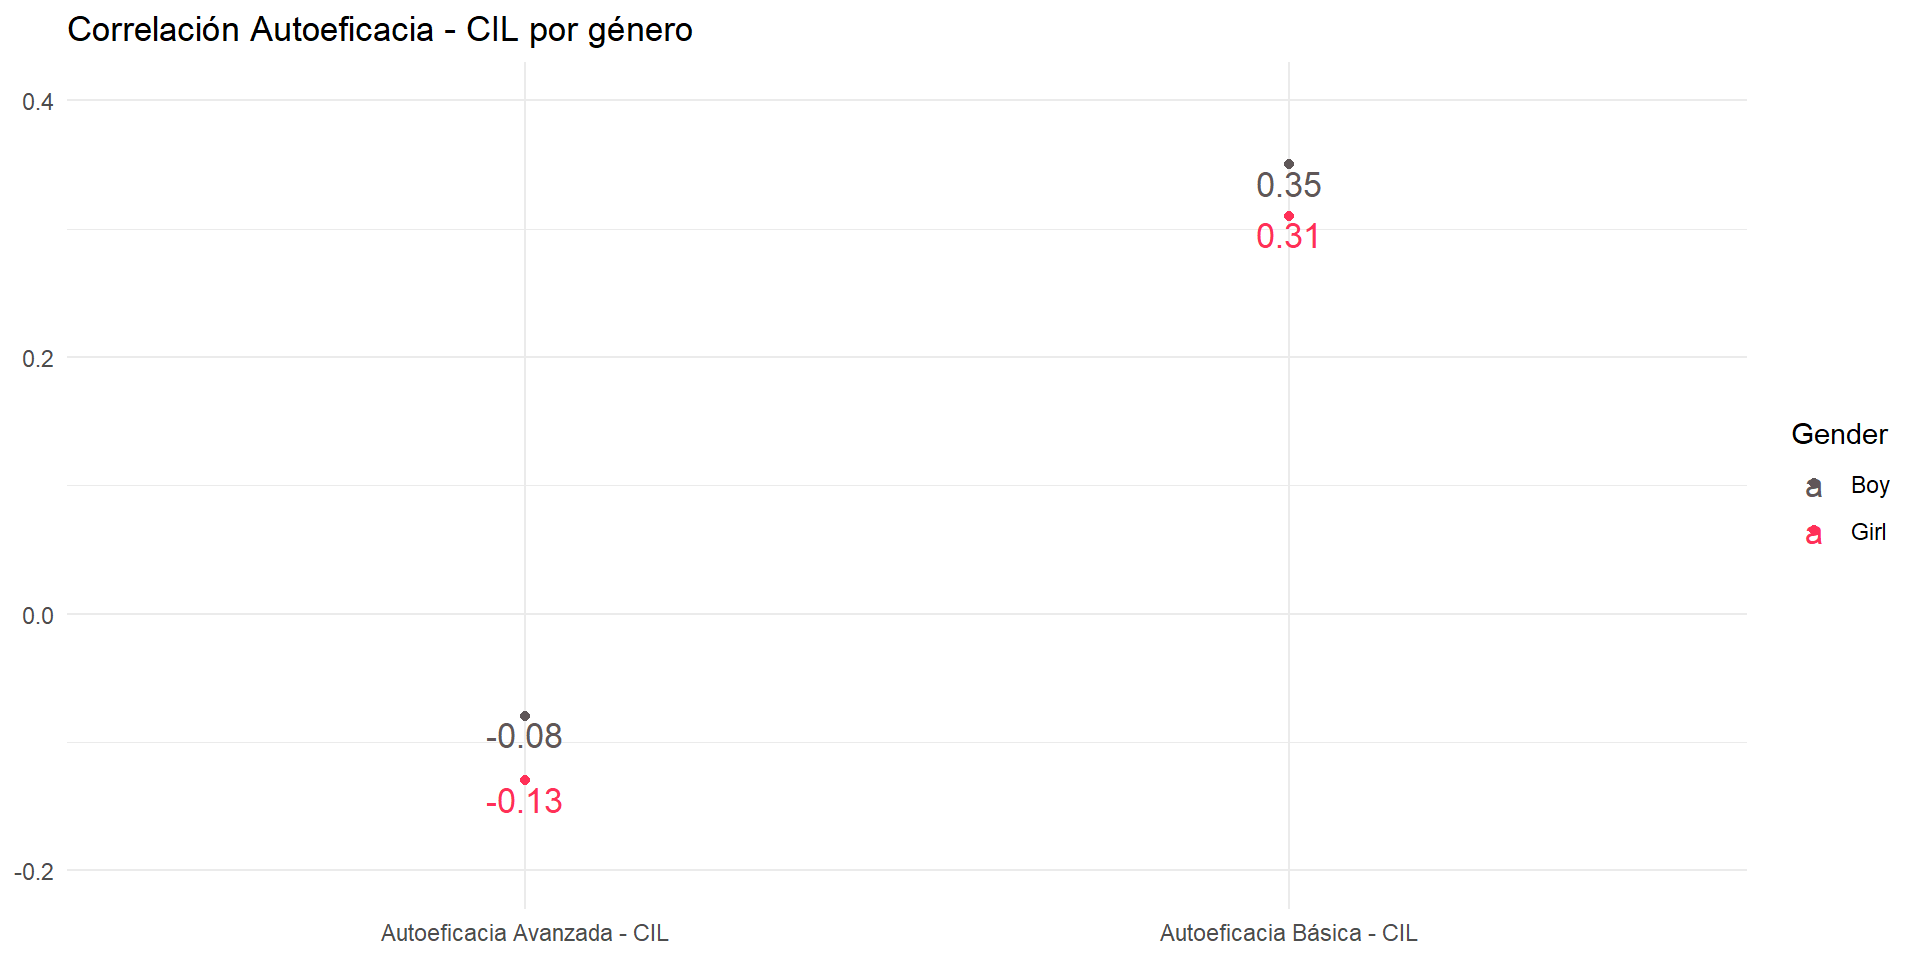 Correlación Autoeficacia - CIL por género
0.4
0.35
0.31
0.2
Gender
a Boy
a Girl
0.0
-0.08
-0.13
-0.2
Autoeficacia Avanzada - CIL
Autoeficacia Básica - CIL